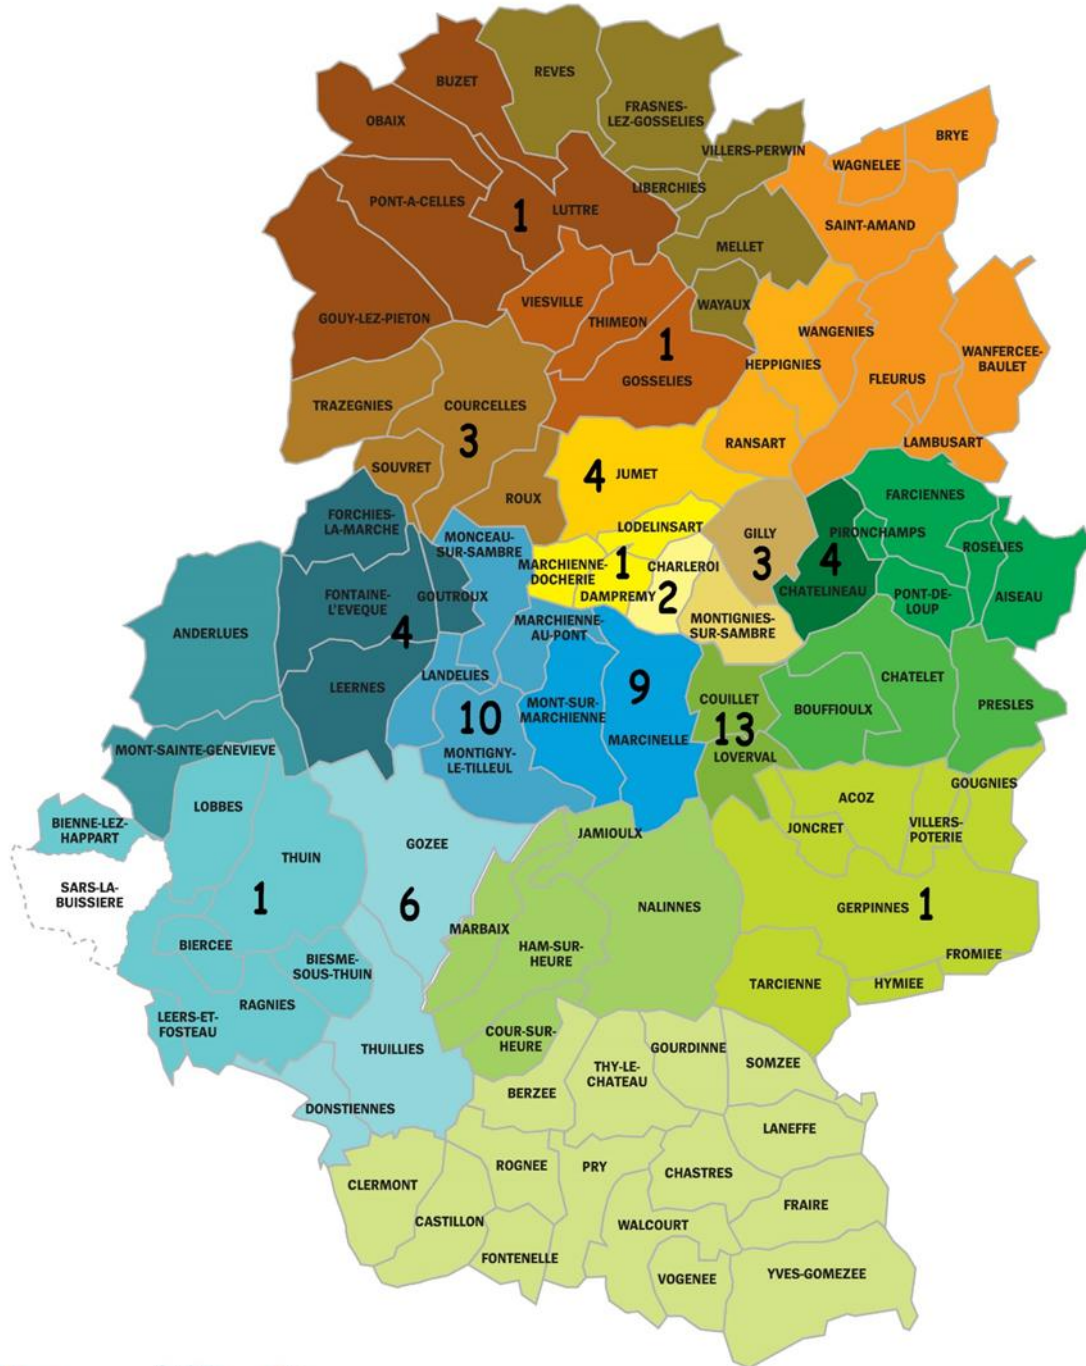 REVES
BUZET
FRASNES-
LEZ-GOSSELIES
OBAIX
BRYE
VILLERS-PERWIN
WAGNELEE
LIBERCHIES
PONT-A-CELLES
1
LUTTRE
SAINT-AMAND
MELLET
VIESVILLE
WAYAUX
GOUY-LEZ-PIETON
THIMEON
WANGENIES
1
WANFERCEE-
BAULET
HEPPIGNIES
GOSSELIES
FLEURUS
TRAZEGNIES
COURCELLES
3
RANSART
LAMBUSART
SOUVRET
4
JUMET
ROUX
FARCIENNES
FORCHIES-
LA-MARCHE
LODELINSART
GILLY
PIRONCHAMPS
MONCEAU-
SUR-SAMBRE
ROSELIES
MARCHIENNE-
DOCHERIE
1
CHARLEROI
3
4
CHATELINEAU
FONTAINE-
L'EVEQUE
GOUTROUX
DAMPREMY
2
PONT-DE-
LOUP
AISEAU
MONTIGNIES-
SUR-SAMBRE
MARCHIENNE-
AU-PONT
ANDERLUES
4
LANDELIES
CHATELET
LEERNES
9
COUILLET
BOUFFIOULX
PRESLES
MONT-SUR-
MARCHIENNE
10
13
MARCINELLE
MONT-SAINTE-GENEVIEVE
MONTIGNY-
LE-TILLEUL
LOVERVAL
GOUGNIES
LOBBES
ACOZ
BIENNE-LEZ-
HAPPART
JONCRET
VILLERS-
POTERIE
JAMIOULX
GOZEE
THUIN
SARS-LA-
BUISSIERE
1
6
NALINNES
GERPINNES
1
MARBAIX
BIERCEE
HAM-SUR-
HEURE
FROMIEE
BIESME-
SOUS-THUIN
TARCIENNE
HYMIEE
RAGNIES
LEERS-ET-
FOSTEAU
COUR-SUR-
HEURE
THUILLIES
GOURDINNE
SOMZEE
THY-LE-
CHATEAU
BERZEE
DONSTIENNES
LANEFFE
ROGNEE
PRY
CHASTRES
CLERMONT
FRAIRE
CASTILLON
WALCOURT
FONTENELLE
VOGENEE
YVES-GOMEZEE